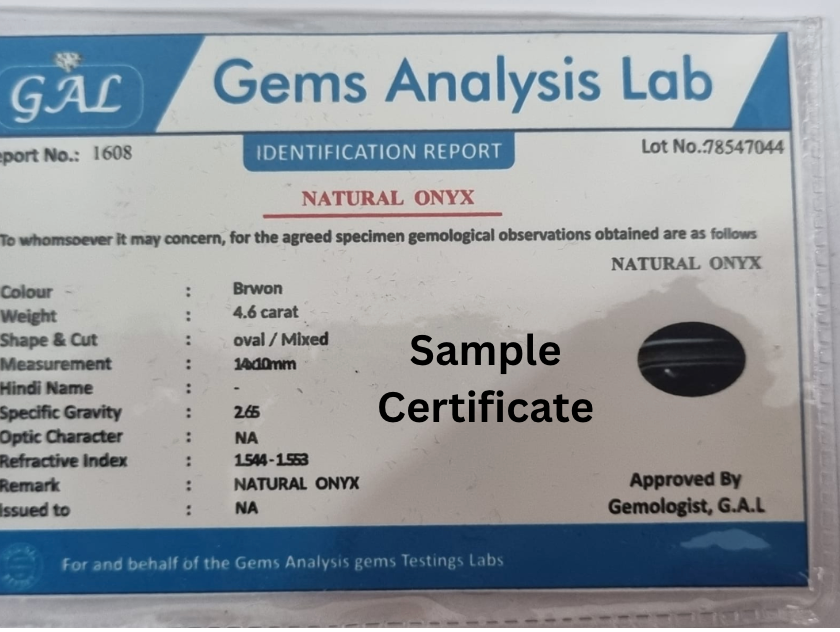 GAL
Gems Analysis Lab
port No.: 1608
IDENTIFICATION REPORT
Lot No.:78547044
NATURAL ONYX
To whomsoever it may concern, for the agreed specimen gemological observations obtained are as follows
NATURAL ONYX
Colour : Brwon
Weight : 4.6 carat
Shape & Cut : oval / Mixed
Measurement : 14x10mm
Hindi Name : -
Specific Gravity : 2.65
Optic Character : NA
Refractive Index : 1.544 - 1.553
Remark : NATURAL ONYX
Issued to : NA
Sample
Certificate
Approved By
Gemologist, G.A.L
For and behalf of the Gems Analysis gems Testings Labs